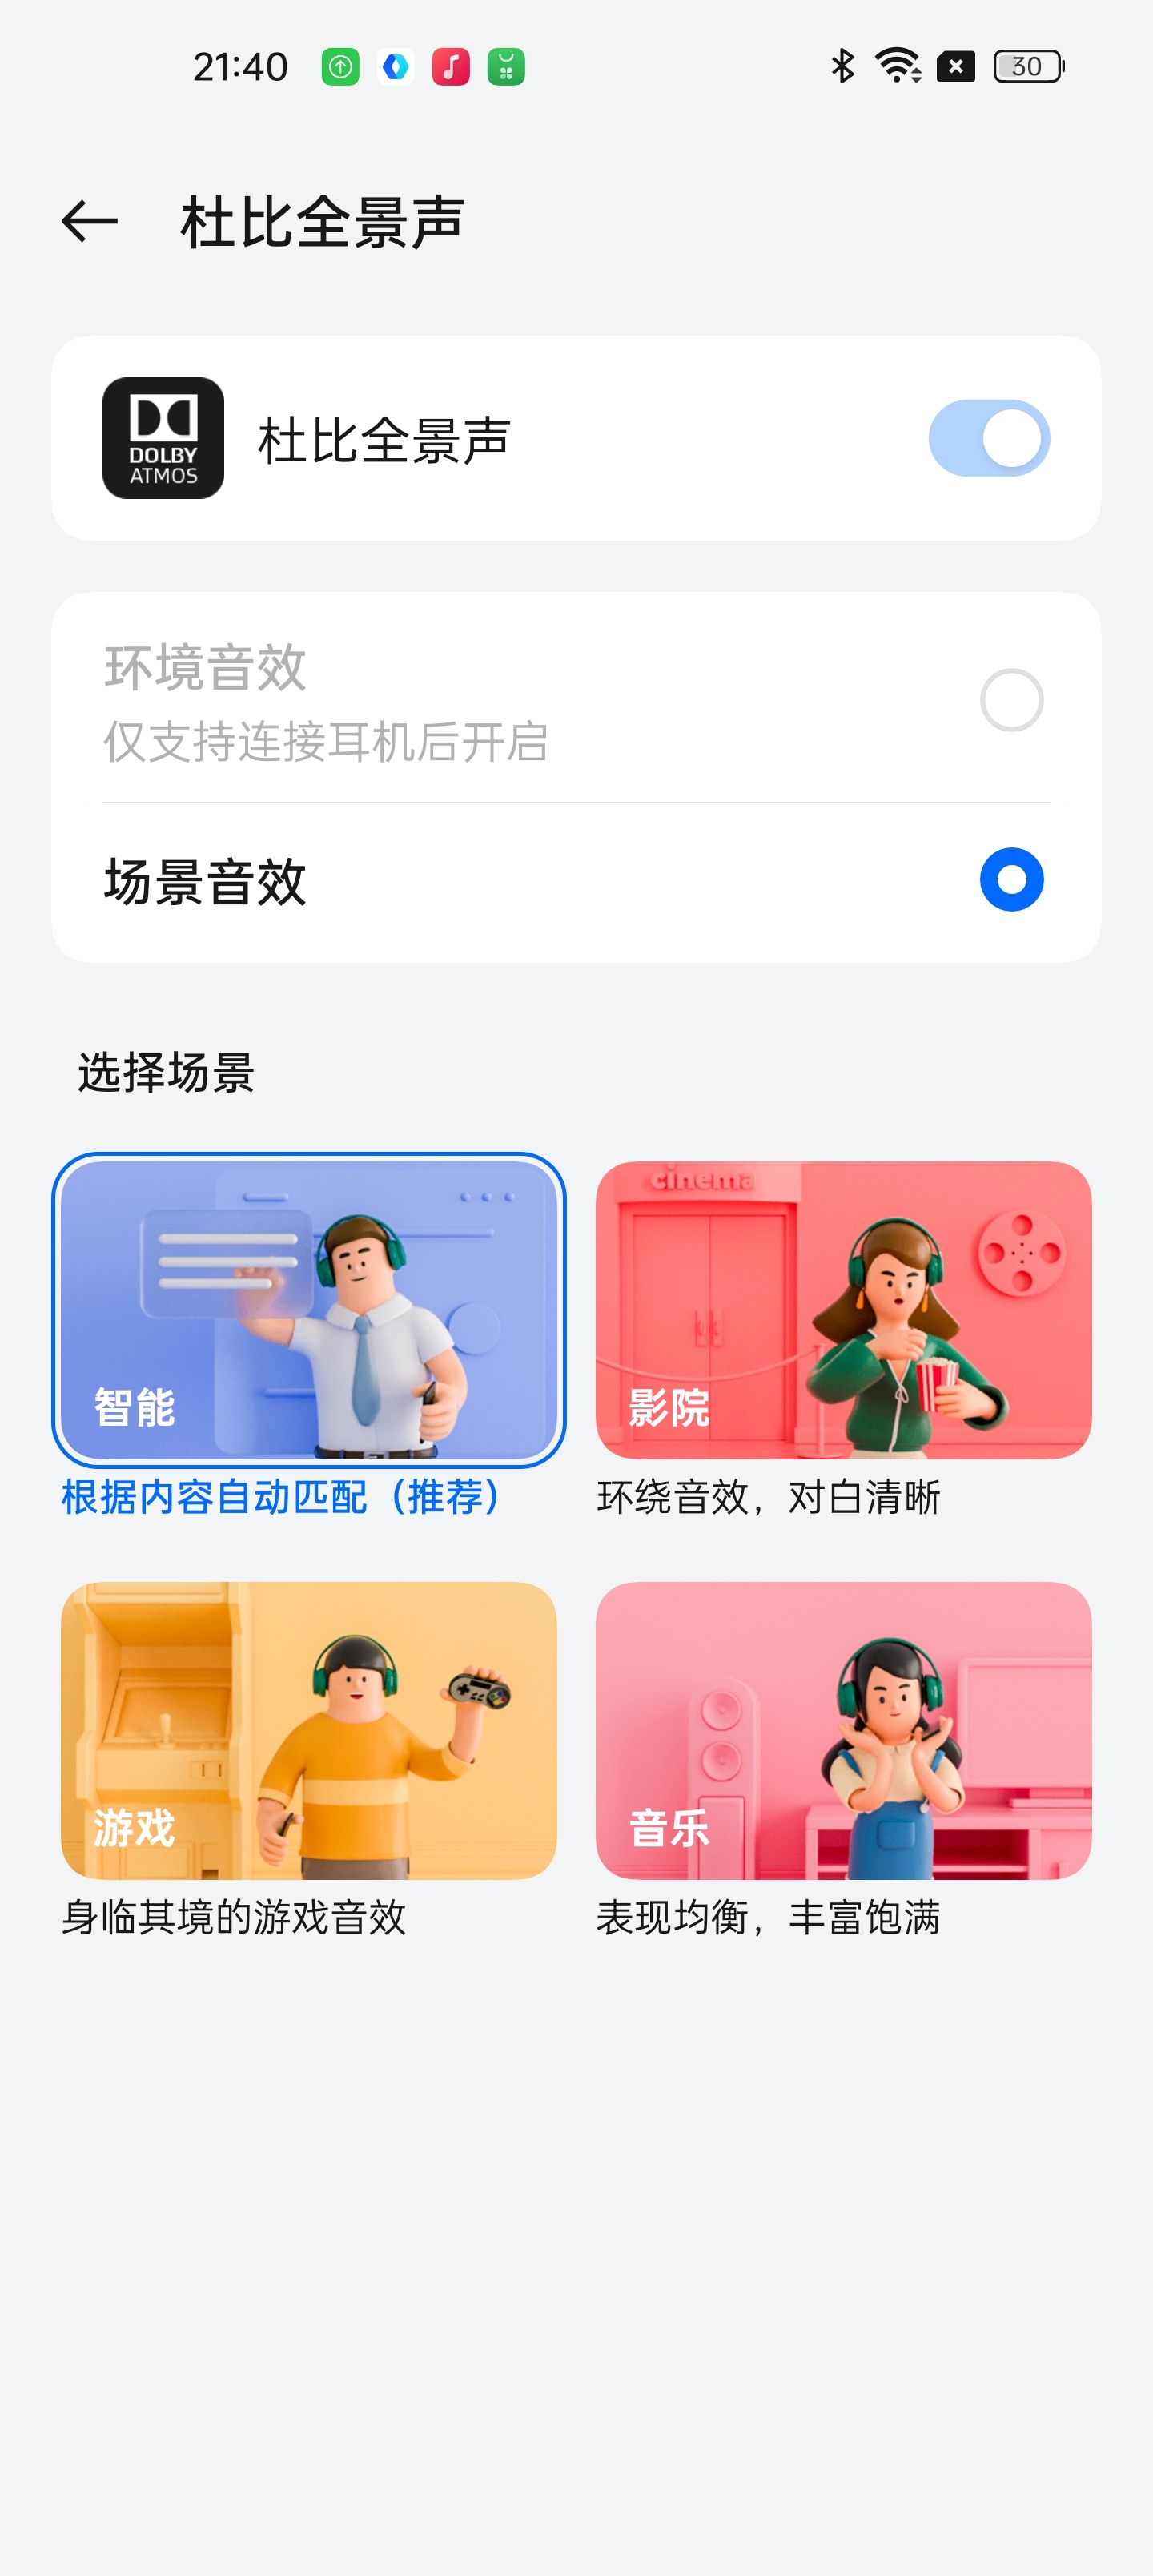 21:40
30
杜比全景声
DOLBY
ATMOS
杜比全景声
环境音效
仅支持连接耳机后开启
场景音效
选择场景
智能
根据内容自动匹配（推荐）
cinema
影院
环绕音效，对白清晰
游戏
身临其境的游戏音效
音乐
表现均衡，丰富饱满